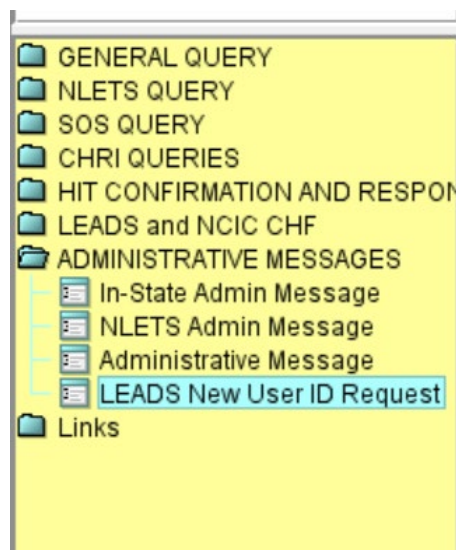 GENERAL QUERY
NLETS QUERY
SOS QUERY
CHRI QUERIES
HIT CONFIRMATION AND RESPON
LEADS and NCIC CHF
ADMINISTRATIVE MESSAGES
In-State Admin Message
NLETS Admin Message
Administrative Message
LEADS New User ID Request
Links